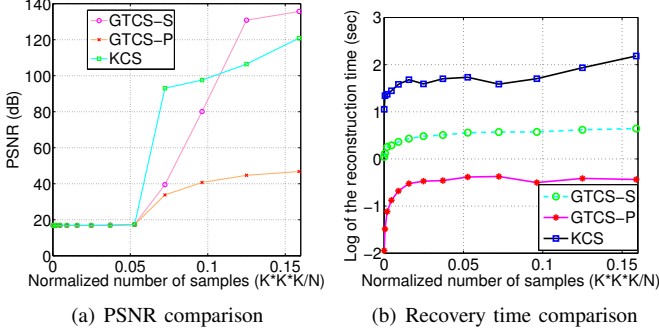 140
120
100
80
60
40
20
0
PSNR (dB)
GTCS-S
GTCS-P
KCS
0 0.05 0.1 0.15
Normalized number of samples (K*K*K/N)
(a) PSNR comparison
3
2
1
0
−1
−2
Log of the reconstruction time (sec)
GTCS-S
GTCS-P
KCS
0 0.05 0.1 0.15
Normalized number of samples (K*K*K/N)
(b) Recovery time comparison